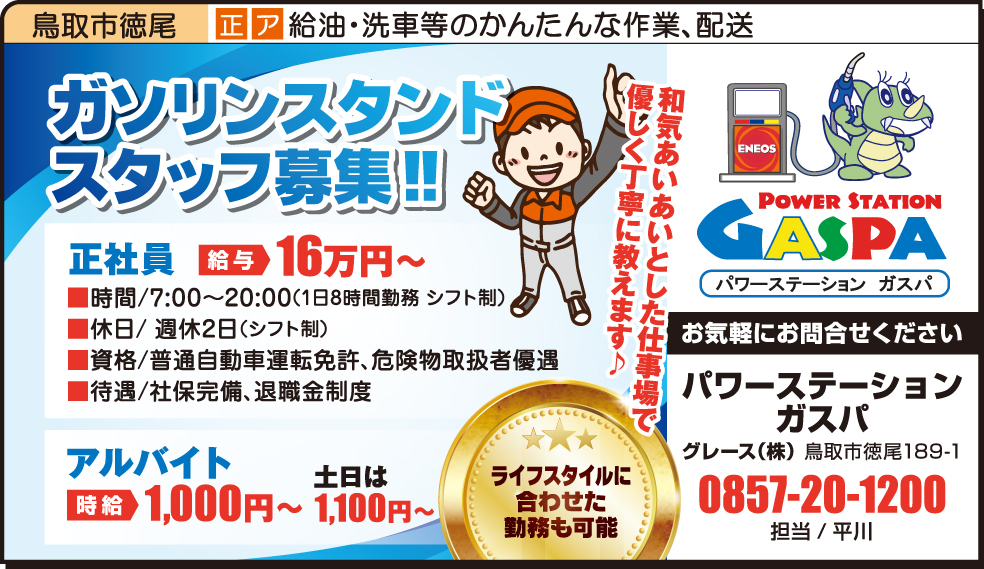 鳥取市徳尾
正 ア 給油・洗車等のかんたんな作業、配送
ガソリンスタンド
スタッフ募集!!
和気あいあいとした仕事場で
優しく丁寧に教えます♪
正社員 給与 16万円～
■時間/7:00～20:00(1日8時間勤務 シフト制)
■休日/ 週休2日(シフト制)
■資格/普通自動車運転免許、危険物取扱者優遇
■待遇/社保完備、退職金制度
アルバイト
時給 1,000円～
土日は
1,100円～
ライフスタイルに
合わせた
勤務も可能
ENEOS
POWER STATION
GASPA
パワーステーション ガスパ
お気軽にお問合せください
パワーステーション
ガスパ
グレース(株) 鳥取市徳尾189-1
0857-20-1200
担当 / 平川